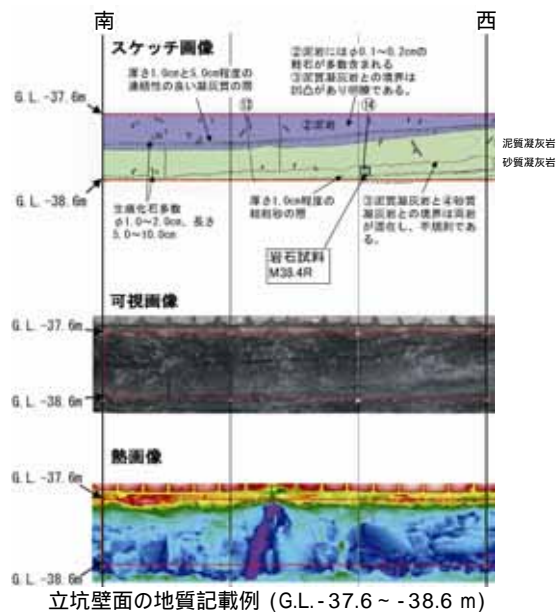 南
西
スケッチ画像
②泥岩にはφ0.1～0.2cmの
軽石が多数含まれる
③泥質凝灰岩との境界は
凹凸があり明瞭である。
厚さ1.0cmと5.0cm程度の
連続性の良い凝灰質の層
G.L.-37.6m
⑬
⑭
②泥岩
泥質凝灰岩
砂質凝灰岩
G.L.-38.6m
生痕化石多数
φ1.0～2.0cm、長さ
5.0～10.0cm
厚さ1.0cm程度の
粗粒砂の層
③泥質凝灰岩と④砂質
凝灰岩との境界は両岩
が混在し、不規則であ
る。
岩石試料
M38.4R
可視画像
G.L.-37.6m
G.L.-38.6m
熱画像
G.L.-37.6m
G.L.-38.6m
立坑壁面の地質記載例 (G.L.-37.6 ~ -38.6 m)